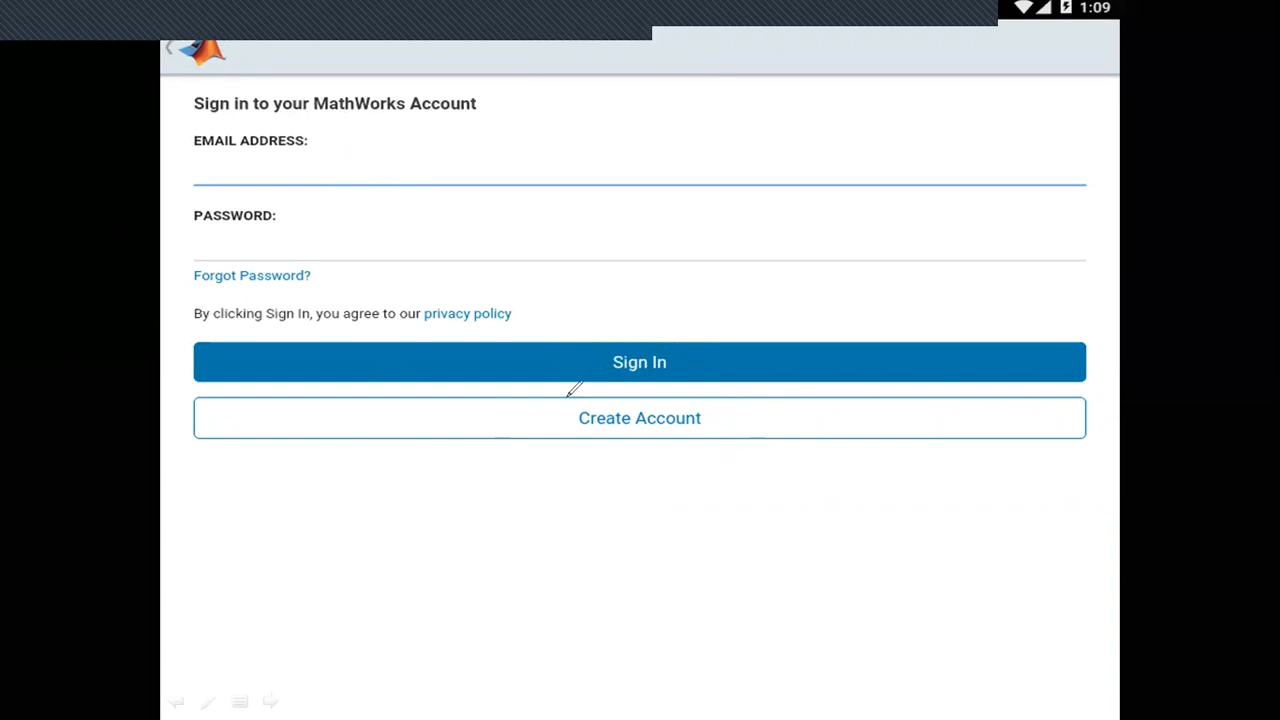 1:09
Sign in to your MathWorks Account
EMAIL ADDRESS:
PASSWORD:
Forgot Password?
By clicking Sign In, you agree to our privacy policy
Sign In
Create Account